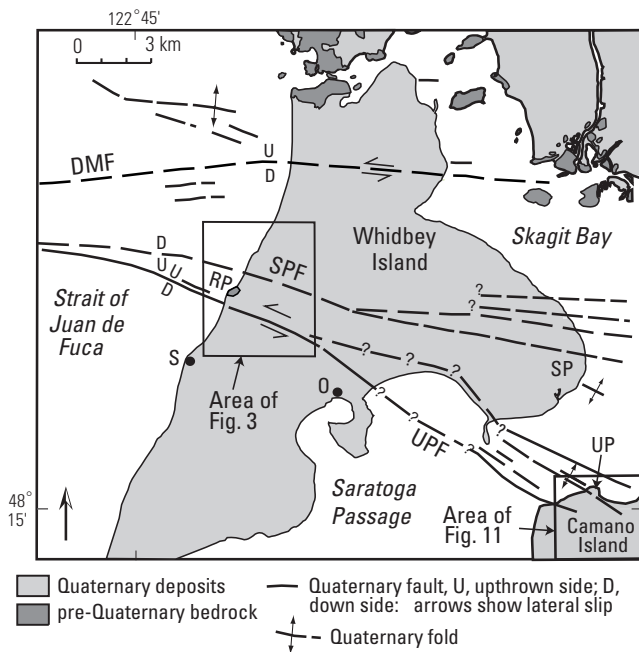 122° 45'
0 3 km
U
DMF
D
Whidbey
Island
Skagit Bay
D
U
U
D
RP
SPF
?
?
?
Strait of
Juan de
Fuca
S
?
?
?
?
SP
Area of
Fig. 3
O
?
?
UPF
?
?
UP
Saratoga
Passage
48°
15'
Area of
Fig. 11
Camano
Island
Quaternary deposits
pre-Quaternary bedrock
Quaternary fault, U, upthrown side; D,
down side: arrows show lateral slip
Quaternary fold